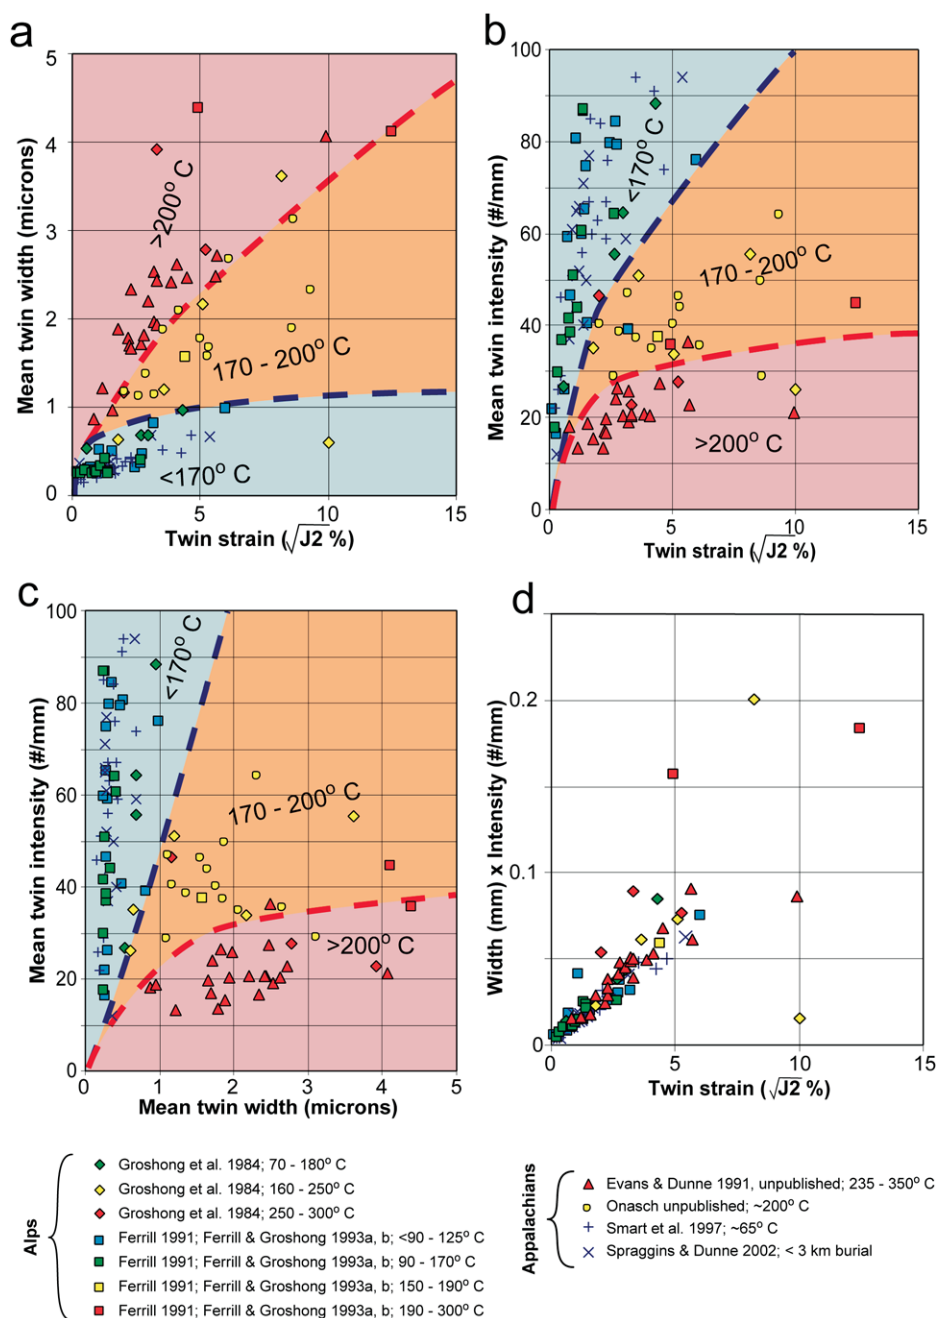 a
5
4
3
2
1
0
Mean twin width (microns)
>200° C
170 - 200° C
<170° C
0
5
10
15
Twin strain (√J2 %)
b
100
80
60
40
20
0
Mean twin intensity (#/mm)
<170° C
170 - 200° C
>200° C
0
5
10
15
Twin strain (√J2 %)
c
100
80
60
40
20
0
Mean twin intensity (#/mm)
<170° C
170 - 200° C
>200° C
0
1
2
3
4
5
Mean twin width (microns)
d
0.2
0.1
0
Width (mm) x Intensity (#/mm)
0
5
10
15
Twin strain (√J2 %)
Alps
Groshong et al. 1984; 70 - 180° C
Groshong et al. 1984; 160 - 250° C
Groshong et al. 1984; 250 - 300° C
Ferrill 1991; Ferrill & Groshong 1993a, b; <90 - 125° C
Ferrill 1991; Ferrill & Groshong 1993a, b; 90 - 170° C
Ferrill 1991; Ferrill & Groshong 1993a, b; 150 - 190° C
Ferrill 1991; Ferrill & Groshong 1993a, b; 190 - 300° C
Appalachians
Evans & Dunne 1991, unpublished; 235 - 350° C
Onasch unpublished; ~200° C
Smart et al. 1997; ~65° C
Spraggins & Dunne 2002; < 3 km burial